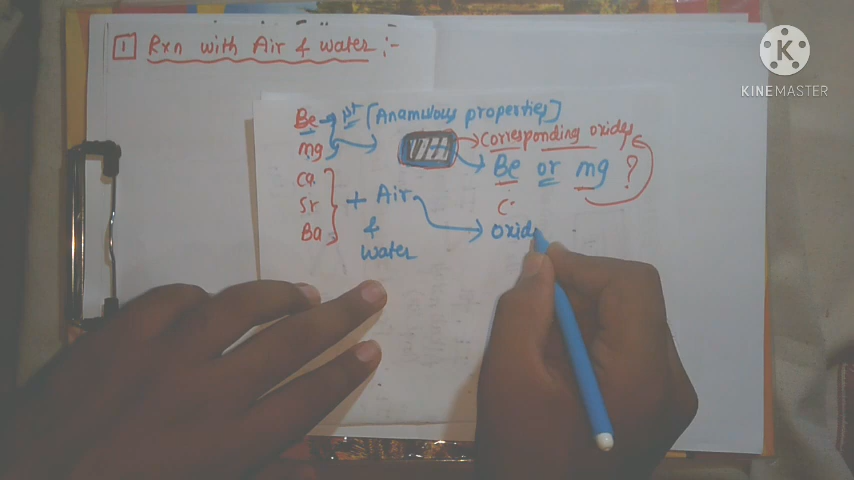 1 Rxn with Air & water :-
Be → 1st [Anamulous properties]
mg
Corresponding oxides
Be or mg ?
Ca
Sr
Ba
+ Air
& water
C
oxide
K
KINEMASTER